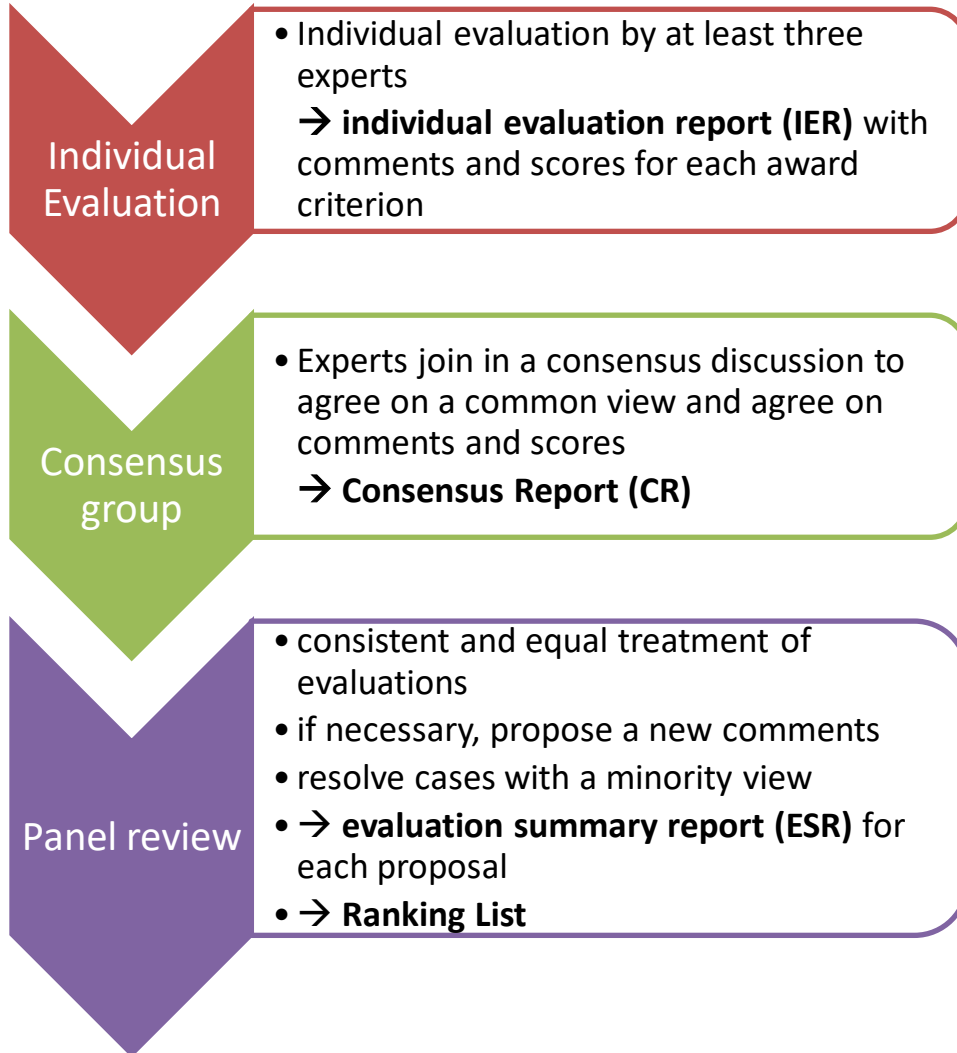 Individual
Evaluation
• Individual evaluation by at least three
experts
→ individual evaluation report (IER) with
comments and scores for each award
criterion
Consensus
group
• Experts join in a consensus discussion to
agree on a common view and agree on
comments and scores
→ Consensus Report (CR)
Panel review
• consistent and equal treatment of
evaluations
• if necessary, propose a new comments
• resolve cases with a minority view
• → evaluation summary report (ESR) for
each proposal
• → Ranking List